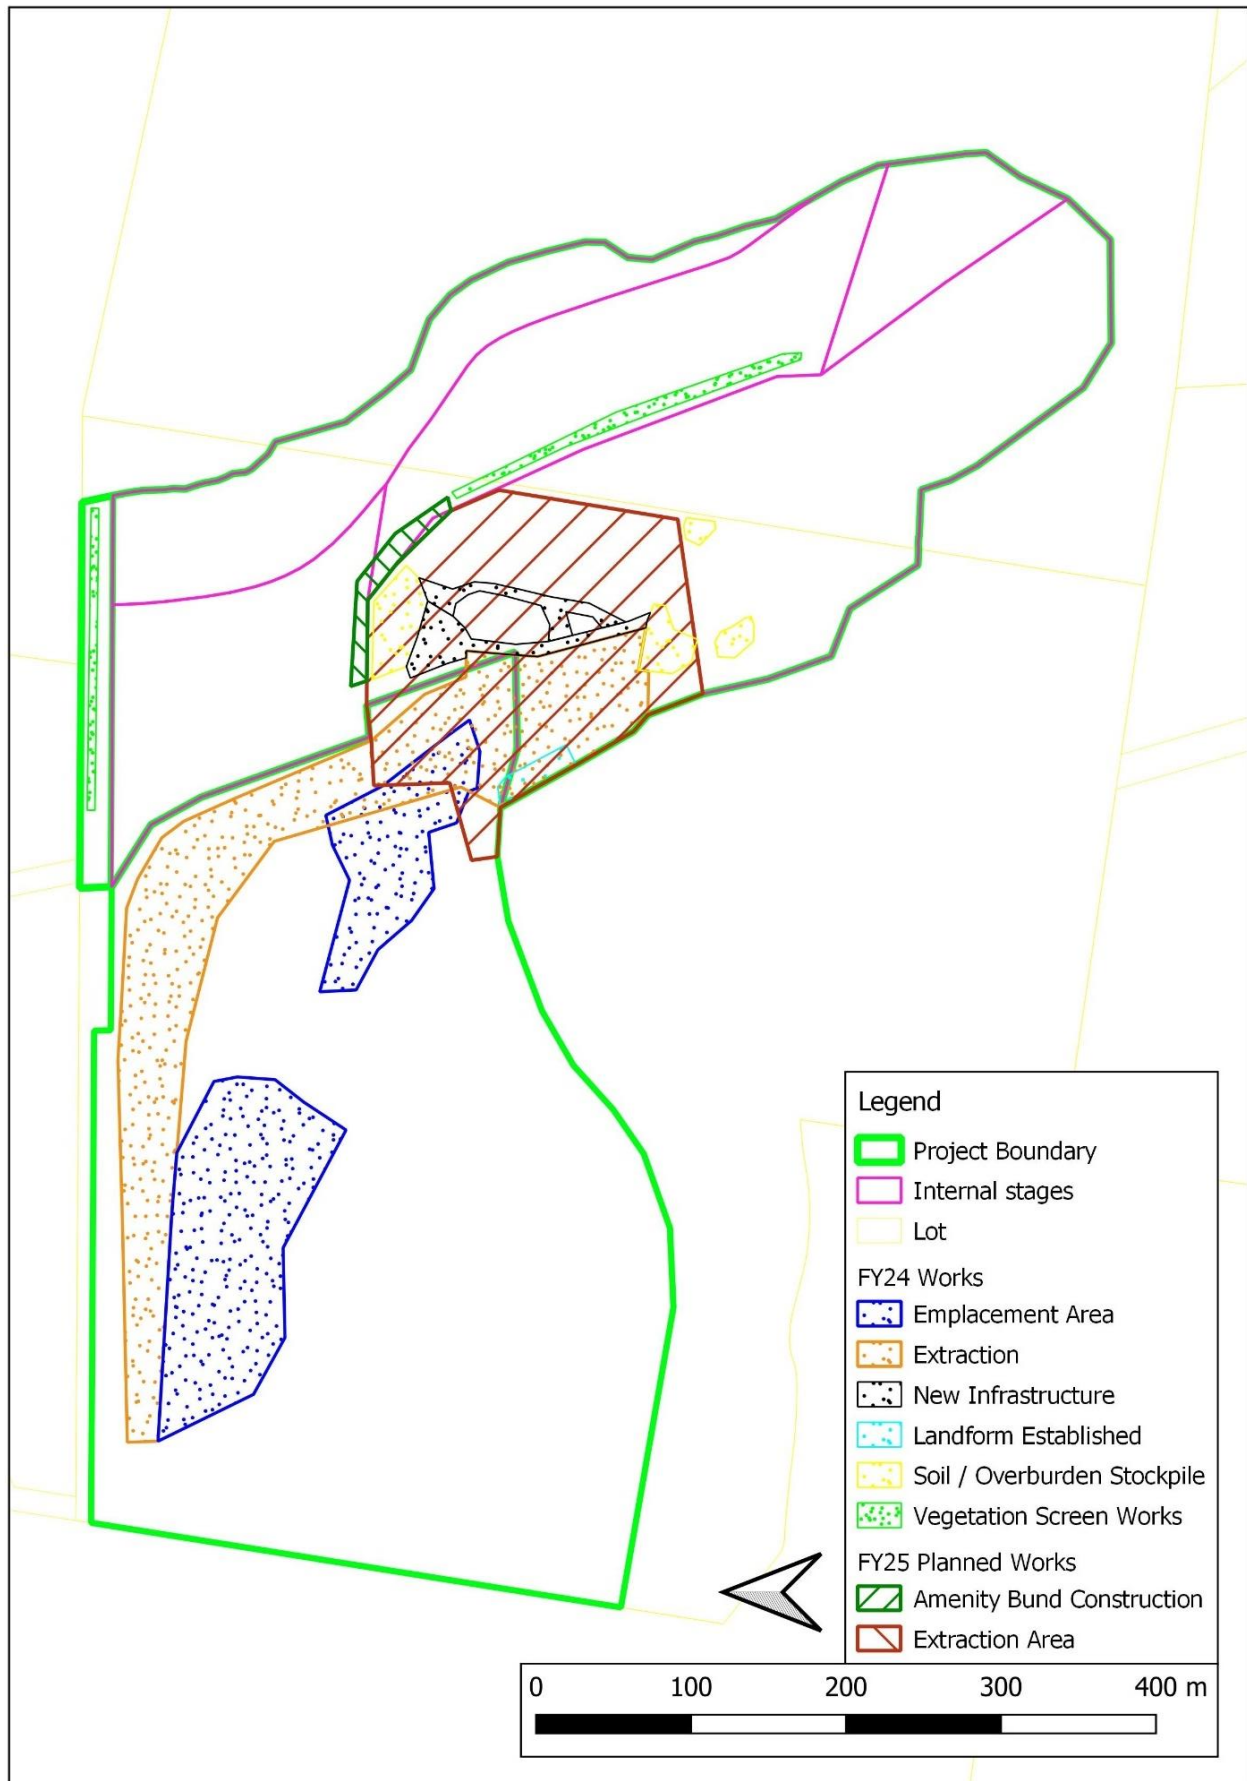 Legend
Project Boundary
Internal stages
Lot
FY24 Works
Emplacement Area
Extraction
New Infrastructure
Landform Established
Soil / Overburden Stockpile
Vegetation Screen Works
FY25 Planned Works
Amenity Bund Construction
Extraction Area
0 100 200 300 400 m